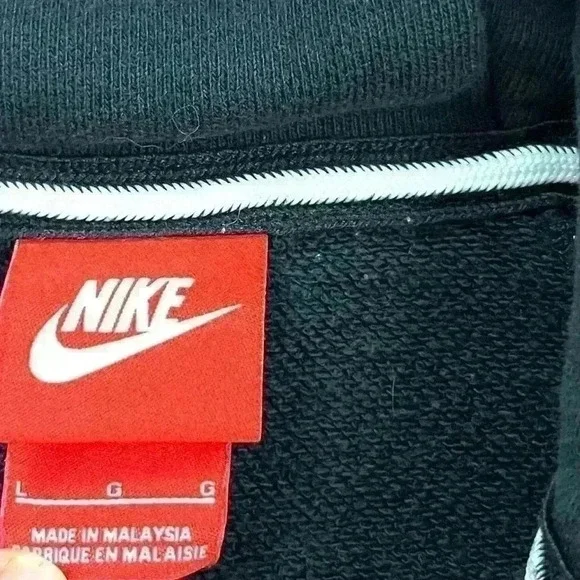 NIKE
L G G
MADE IN MALAYSIA
FABRIQUE EN MALAISIE